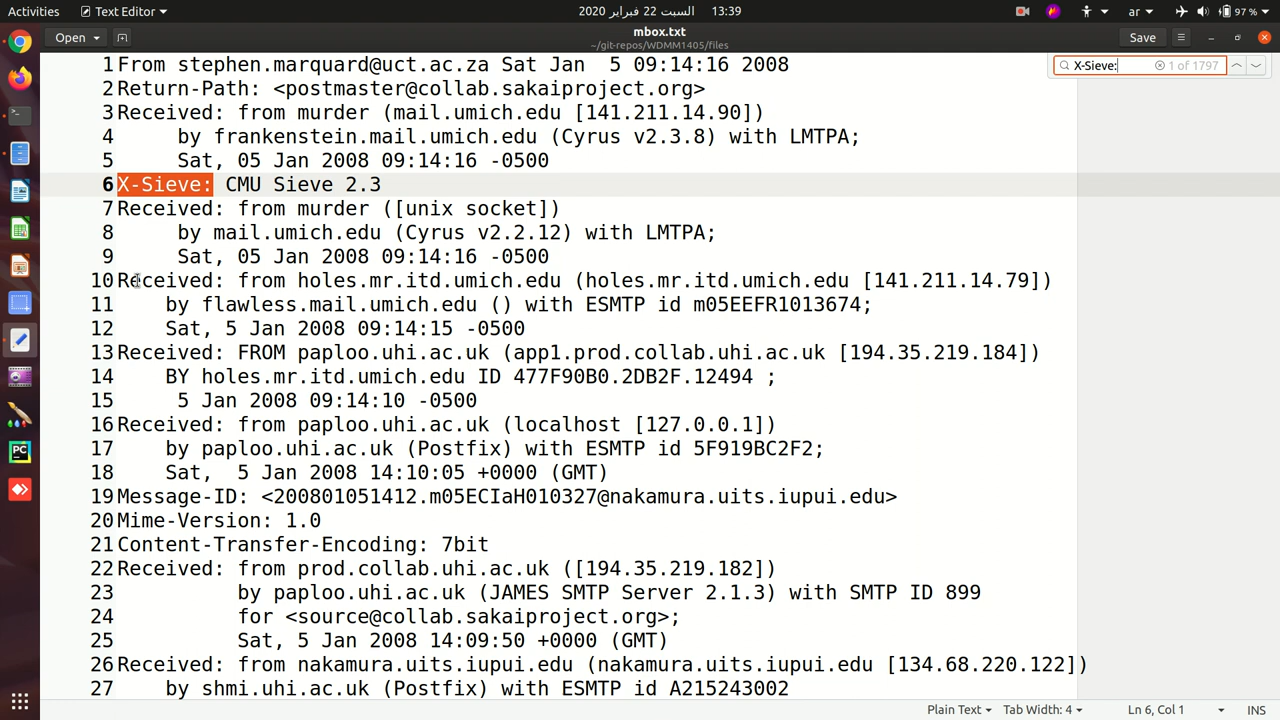 Activities
Text Editor
السبت 22 فبراير 2020
13:39
ar
97 %
Open
mbox.txt
~/git-repos/WDMM1405/files
Save
X-Sieve:
1 of 1797
1 From stephen.marquard@uct.ac.za Sat Jan  5 09:14:16 2008
2 Return-Path: <postmaster@collab.sakaiproject.org>
3 Received: from murder (mail.umich.edu [141.211.14.90])
4      by frankenstein.mail.umich.edu (Cyrus v2.3.8) with LMTPA;
5      Sat, 05 Jan 2008 09:14:16 -0500
6 X-Sieve: CMU Sieve 2.3
7 Received: from murder ([unix socket])
8      by mail.umich.edu (Cyrus v2.2.12) with LMTPA;
9      Sat, 05 Jan 2008 09:14:16 -0500
10 Received: from holes.mr.itd.umich.edu (holes.mr.itd.umich.edu [141.211.14.79])
11     by flawless.mail.umich.edu () with ESMTP id m05EEFR1013674;
12     Sat, 5 Jan 2008 09:14:15 -0500
13 Received: FROM paploo.uhi.ac.uk (app1.prod.collab.uhi.ac.uk [194.35.219.184])
14     BY holes.mr.itd.umich.edu ID 477F90B0.2DB2F.12494 ;
15      5 Jan 2008 09:14:10 -0500
16 Received: from paploo.uhi.ac.uk (localhost [127.0.0.1])
17     by paploo.uhi.ac.uk (Postfix) with ESMTP id 5F919BC2F2;
18     Sat,  5 Jan 2008 14:10:05 +0000 (GMT)
19 Message-ID: <200801051412.m05ECIaH010327@nakamura.uits.iupui.edu>
20 Mime-Version: 1.0
21 Content-Transfer-Encoding: 7bit
22 Received: from prod.collab.uhi.ac.uk ([194.35.219.182])
23           by paploo.uhi.ac.uk (JAMES SMTP Server 2.1.3) with SMTP ID 899
24           for <source@collab.sakaiproject.org>;
25           Sat, 5 Jan 2008 14:09:50 +0000 (GMT)
26 Received: from nakamura.uits.iupui.edu (nakamura.uits.iupui.edu [134.68.220.122])
27     by shmi.uhi.ac.uk (Postfix) with ESMTP id A215243002
PC
Plain Text
Tab Width: 4
Ln 6, Col 1
INS